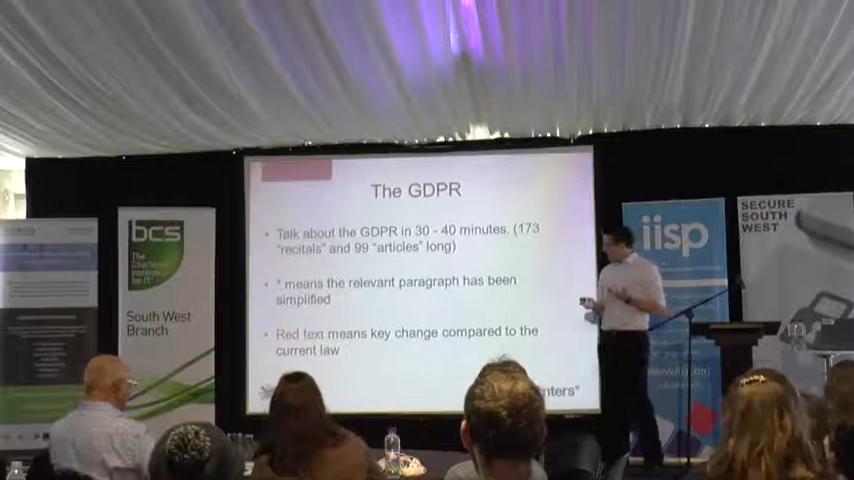 The GDPR
• Talk about the GDPR in 30 - 40 minutes. (173
"recitals" and 99 "articles" long)
• * means the relevant paragraph has been
simplified
• Red text means key change compared to the
current law
bcs
The
Chartered
Institute
for IT
South West
Branch
iisp
SECURE
SOUTH
WEST